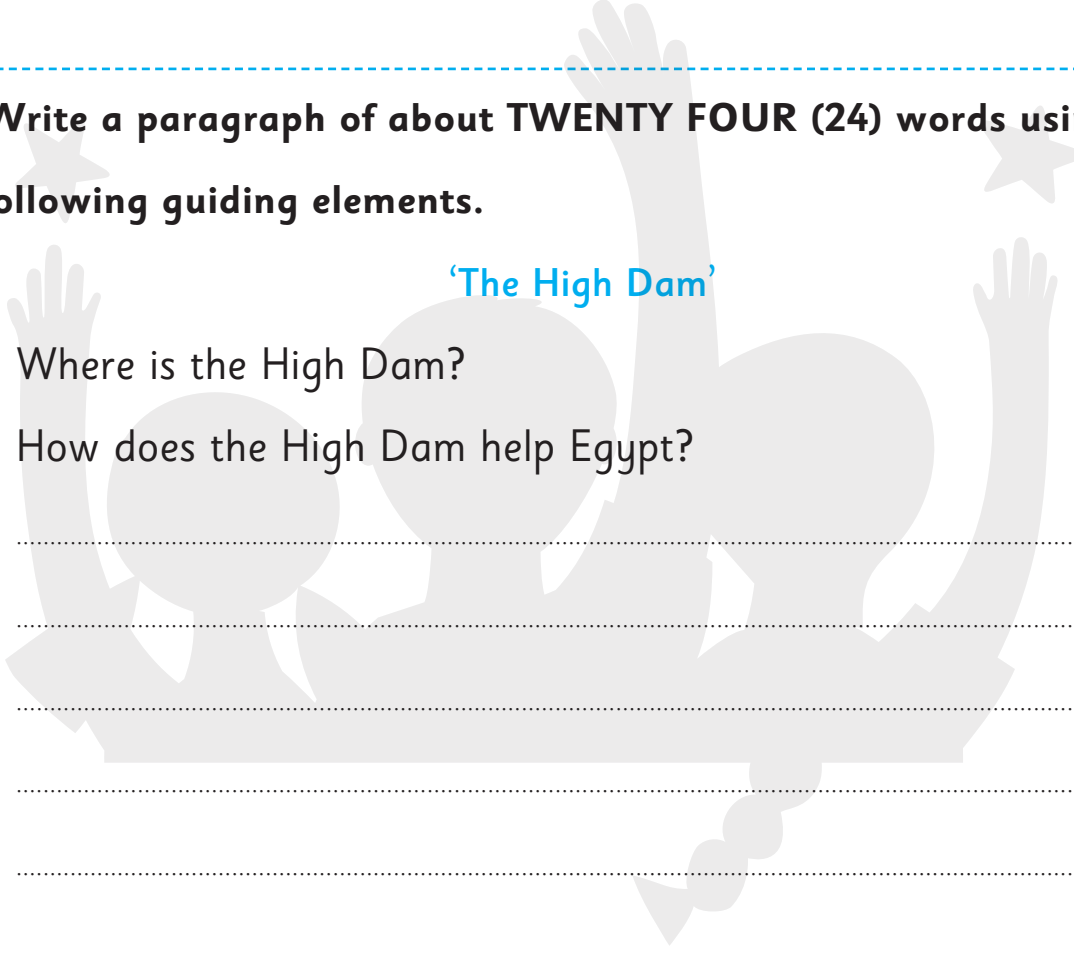 Write a paragraph of about TWENTY FOUR (24) words usi
ollowing guiding elements.
‘The High Dam’
Where is the High Dam?
How does the High Dam help Egypt?